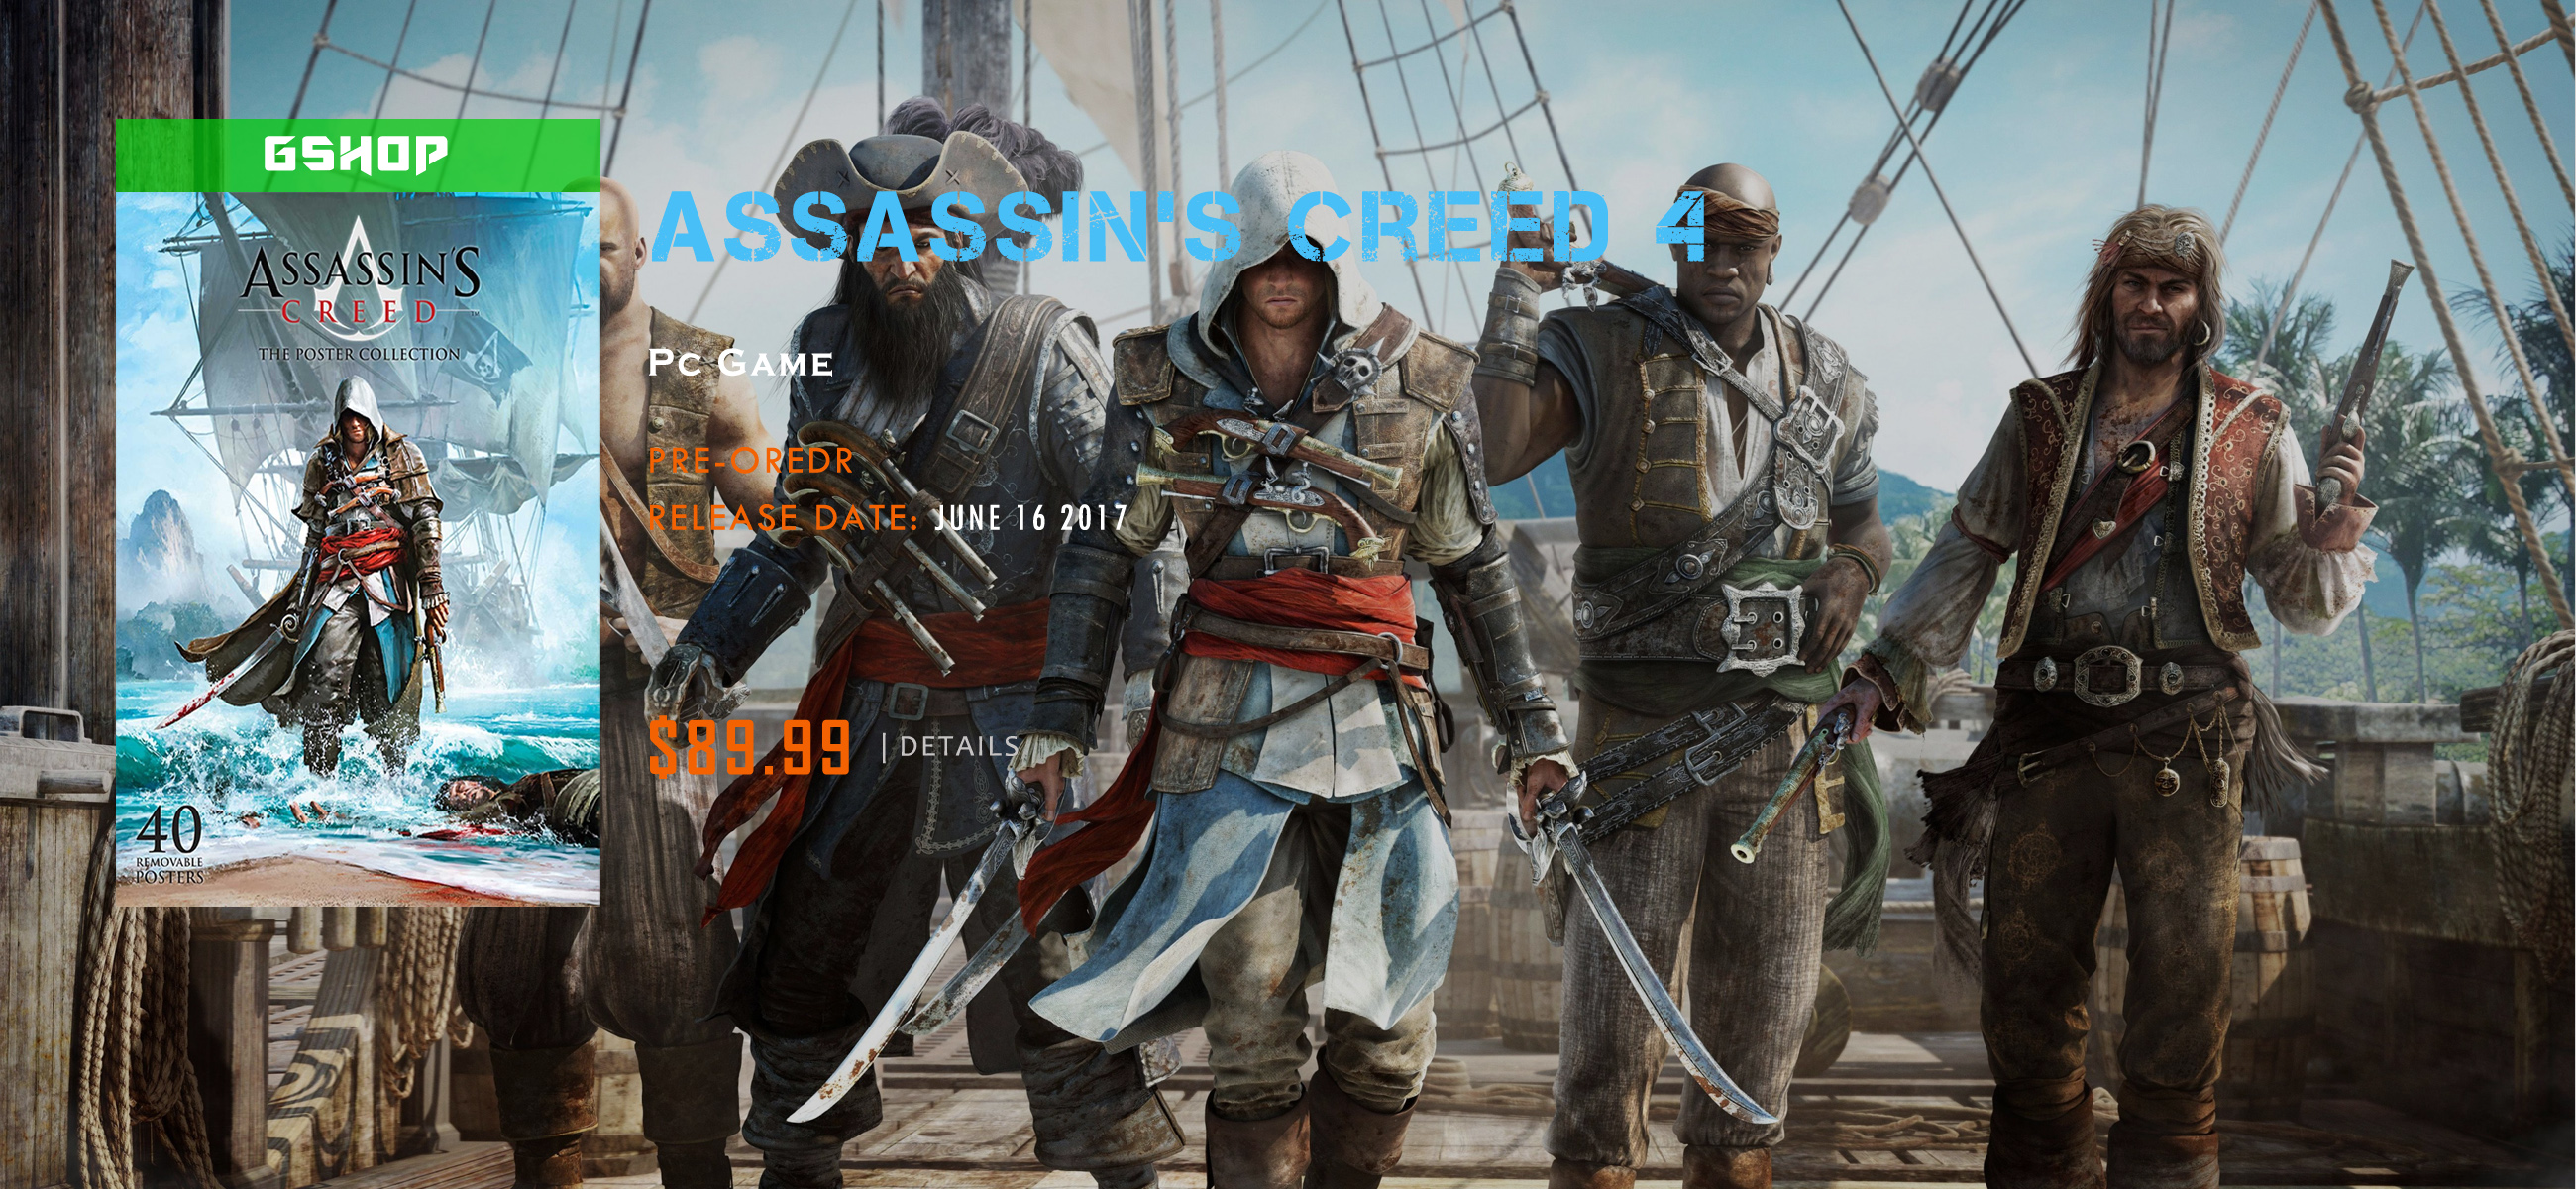 GSHOP
ASSASSIN'S
CREED™
THE POSTER COLLECTION
40
REMOVABLE
POSTERS
ASSASSIN'S CREED 4
PC GAME
PRE-OREDR
RELEASE DATE: JUNE 16 2017
$89.99 | DETAILS